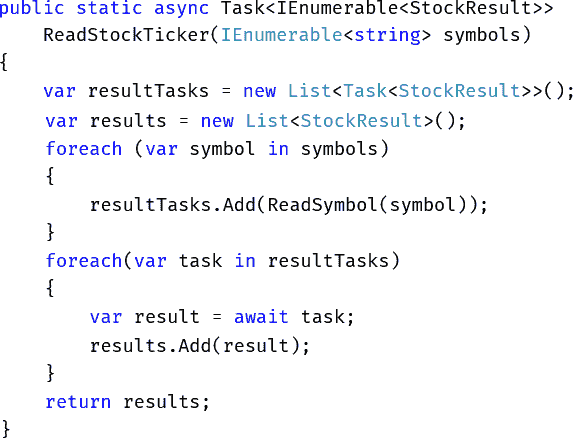 public static async Task<IEnumerable<StockResult>>
    ReadStockTicker(IEnumerable<string> symbols)
{
    var resultTasks = new List<Task<StockResult>>();
    var results = new List<StockResult>();
    foreach (var symbol in symbols)
    {
        resultTasks.Add(ReadSymbol(symbol));
    }
    foreach(var task in resultTasks)
    {
        var result = await task;
        results.Add(result);
    }
    return results;
}